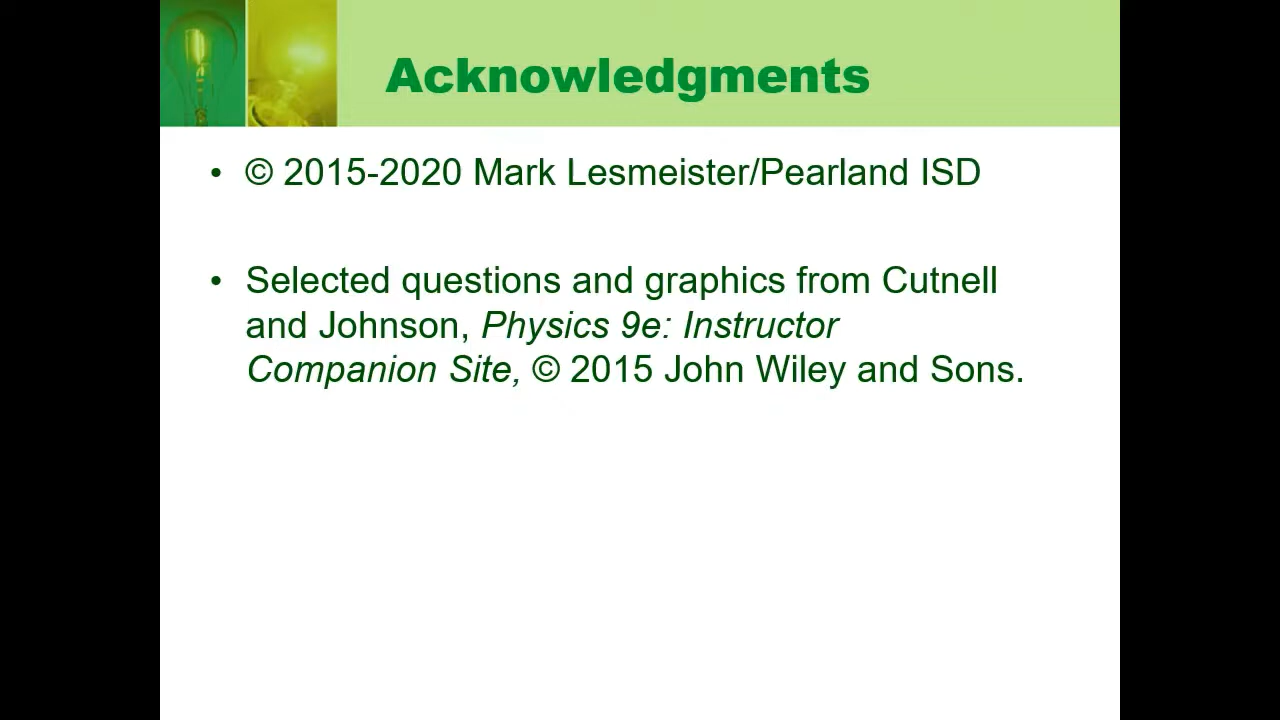 Acknowledgments
• © 2015-2020 Mark Lesmeister/Pearland ISD
• Selected questions and graphics from Cutnell
and Johnson, Physics 9e: Instructor
Companion Site, © 2015 John Wiley and Sons.